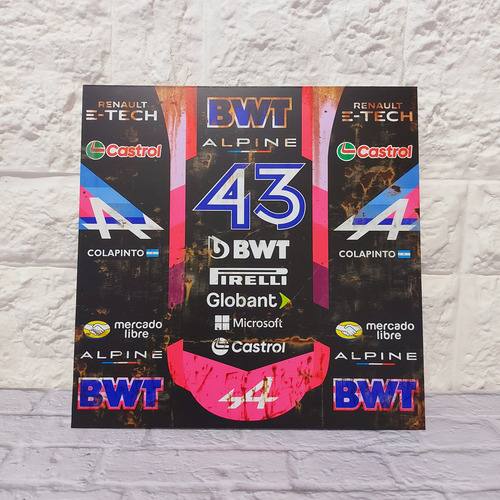 RENAULT
E-TECH
Castrol
COLAPINTO
mercado
libre
ALPINE
BWT
BWT
ALPINE
43
BWT
PIRELLI
Globant
Microsoft
Castrol
RENAULT
E-TECH
Castrol
COLAPINTO
mercado
libre
ALPINE
BWT